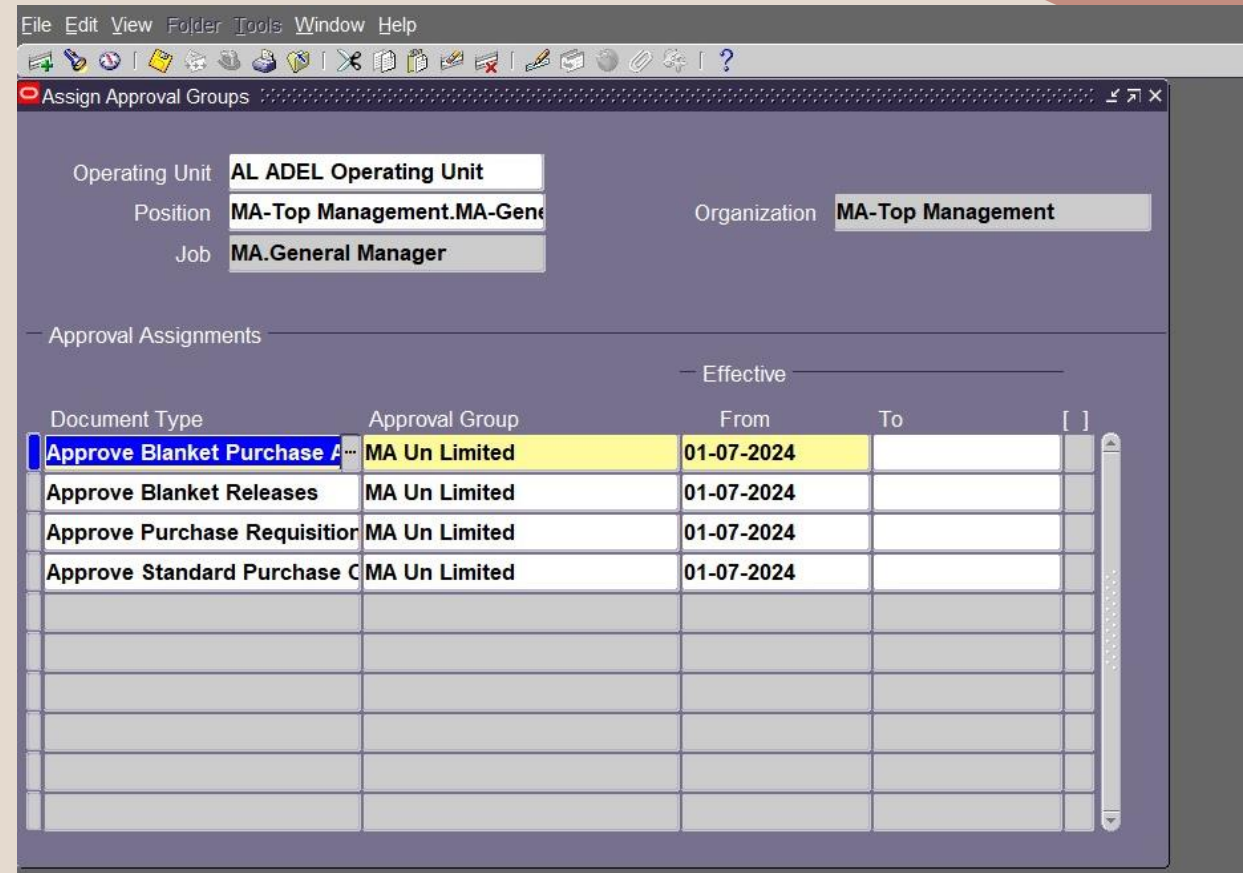 File Edit View Folder Tools Window Help
Assign Approval Groups
Operating Unit AL ADEL Operating Unit
Position MA-Top Management.MA-Gene Organization MA-Top Management
Job MA.General Manager
Approval Assignments
Effective
Document Type Approval Group From To [ ]
Approve Blanket Purchase A ... MA Un Limited 01-07-2024
Approve Blanket Releases MA Un Limited 01-07-2024
Approve Purchase Requisition MA Un Limited 01-07-2024
Approve Standard Purchase O MA Un Limited 01-07-2024